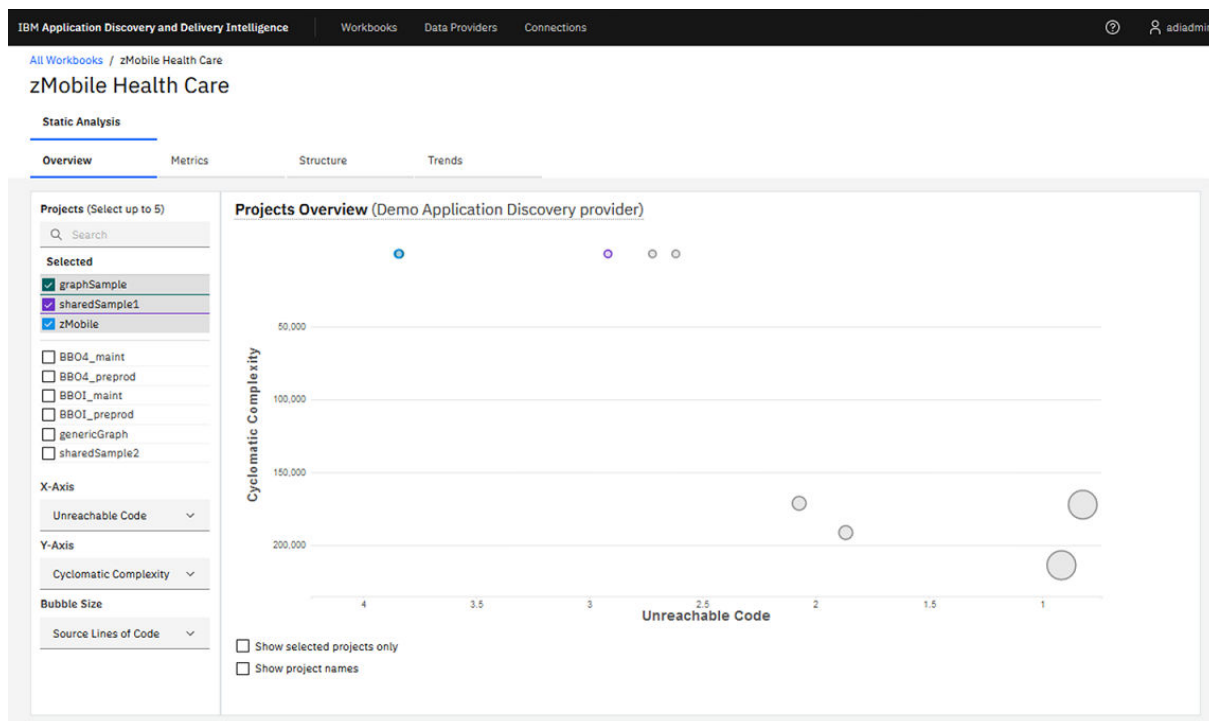 IBM Application Discovery and Delivery Intelligence Workbooks Data Providers Connections adiadmin
All Workbooks / zMobile Health Care
zMobile Health Care
Static Analysis
Overview Metrics Structure Trends
Projects (Select up to 5)
Search
Selected
graphSample
sharedSample1
zMobile
BBO4_maint
BBO4_preprod
BBOI_maint
BBOI_preprod
genericGraph
sharedSample2
X-Axis
Unreachable Code
Y-Axis
Cyclomatic Complexity
Bubble Size
Source Lines of Code
Projects Overview (Demo Application Discovery provider)
Cyclomatic Complexity
50,000
100,000
150,000
200,000
4 3.5 3 2.5 2 1.5 1
Unreachable Code
Show selected projects only
Show project names